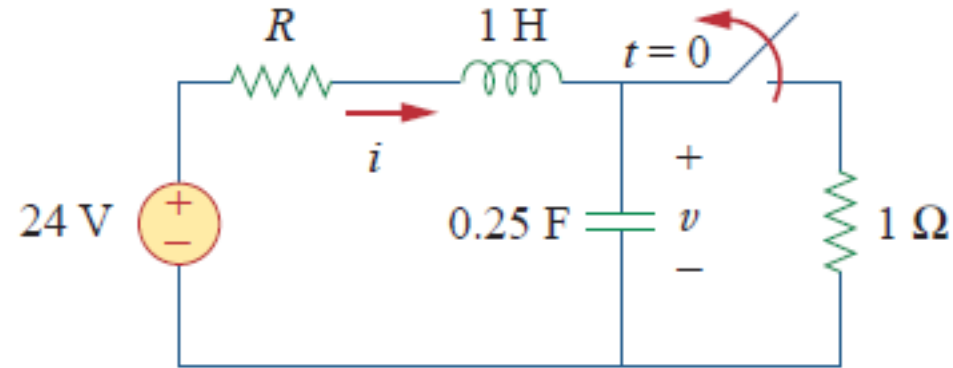 R
1 H
t = 0
i
24 V
+
−
0.25 F
+
v
−
1 Ω